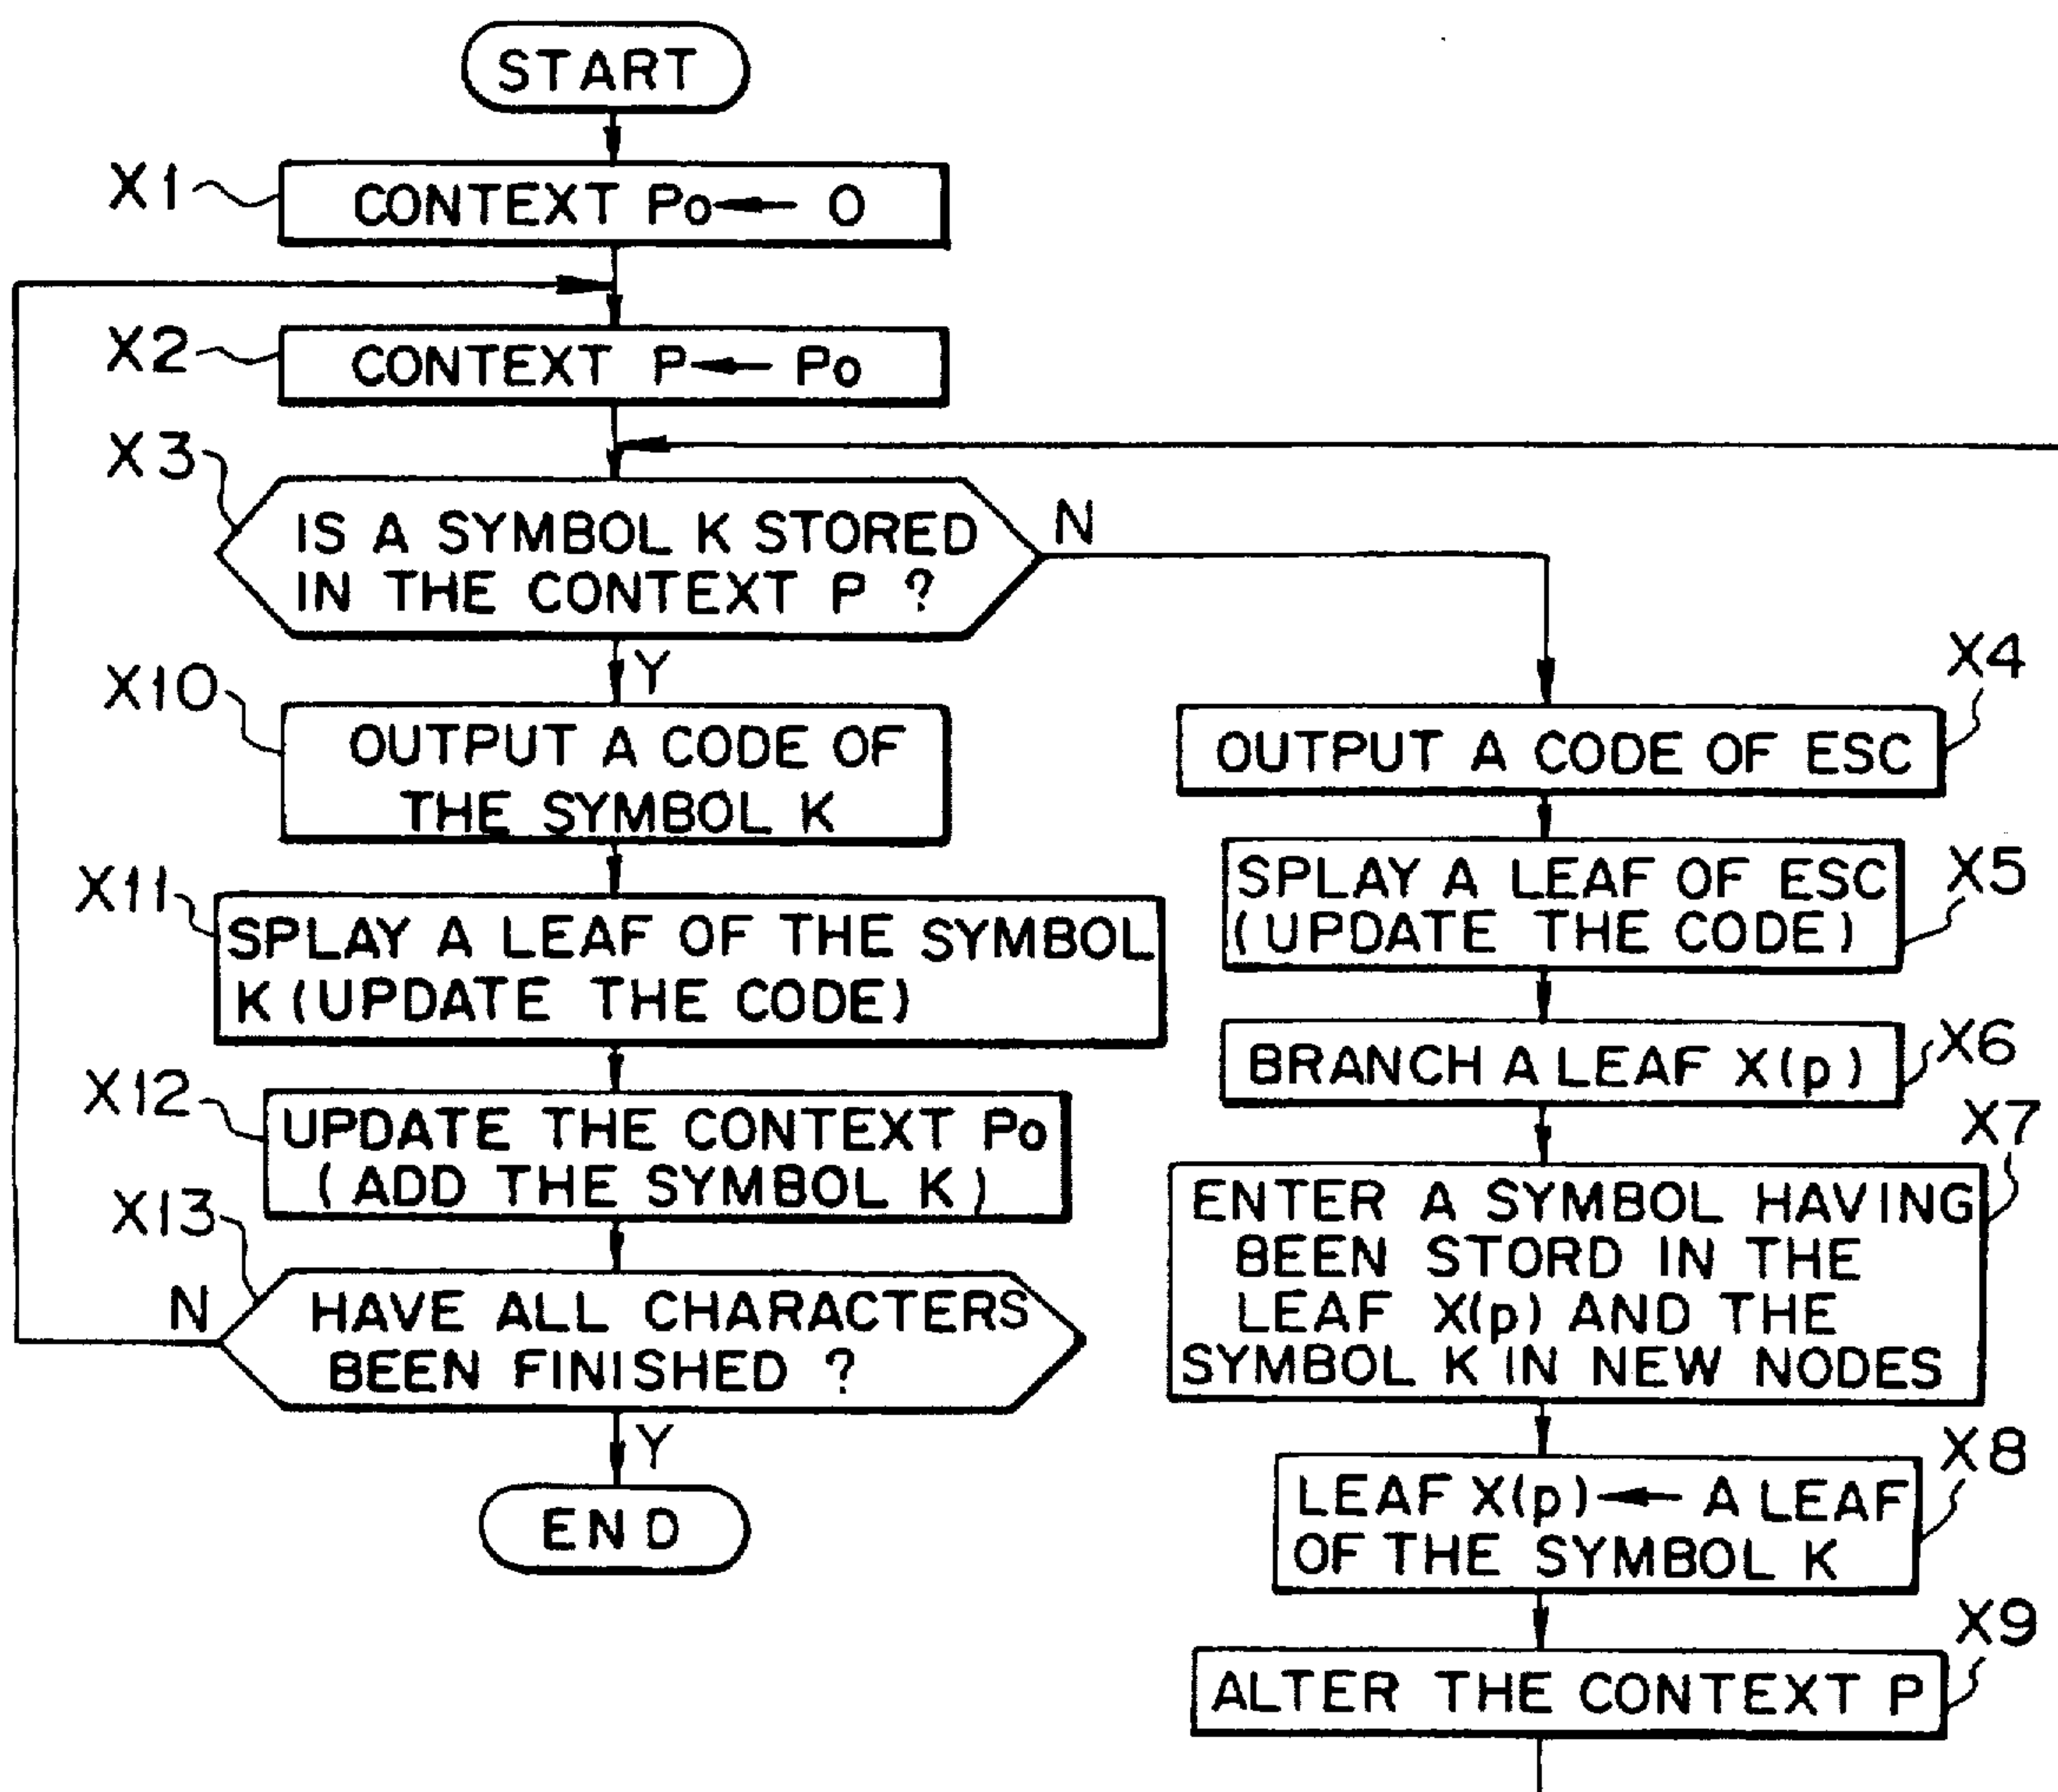 START
X1
CONTEXT Po ← 0
X2
CONTEXT P ← Po
X3
IS A SYMBOL K STORED
IN THE CONTEXT P ?
N
Y
X10
OUTPUT A CODE OF
THE SYMBOL K
X11
SPLAY A LEAF OF THE SYMBOL
K (UPDATE THE CODE)
X12
UPDATE THE CONTEXT Po
(ADD THE SYMBOL K)
X13
HAVE ALL CHARACTERS
BEEN FINISHED ?
N
Y
END
X4
OUTPUT A CODE OF ESC
X5
SPLAY A LEAF OF ESC
(UPDATE THE CODE)
X6
BRANCH A LEAF X(p)
X7
ENTER A SYMBOL HAVING
BEEN STORD IN THE
LEAF X(p) AND THE
SYMBOL K IN NEW NODES
X8
LEAF X(p) ← A LEAF
OF THE SYMBOL K
X9
ALTER THE CONTEXT P